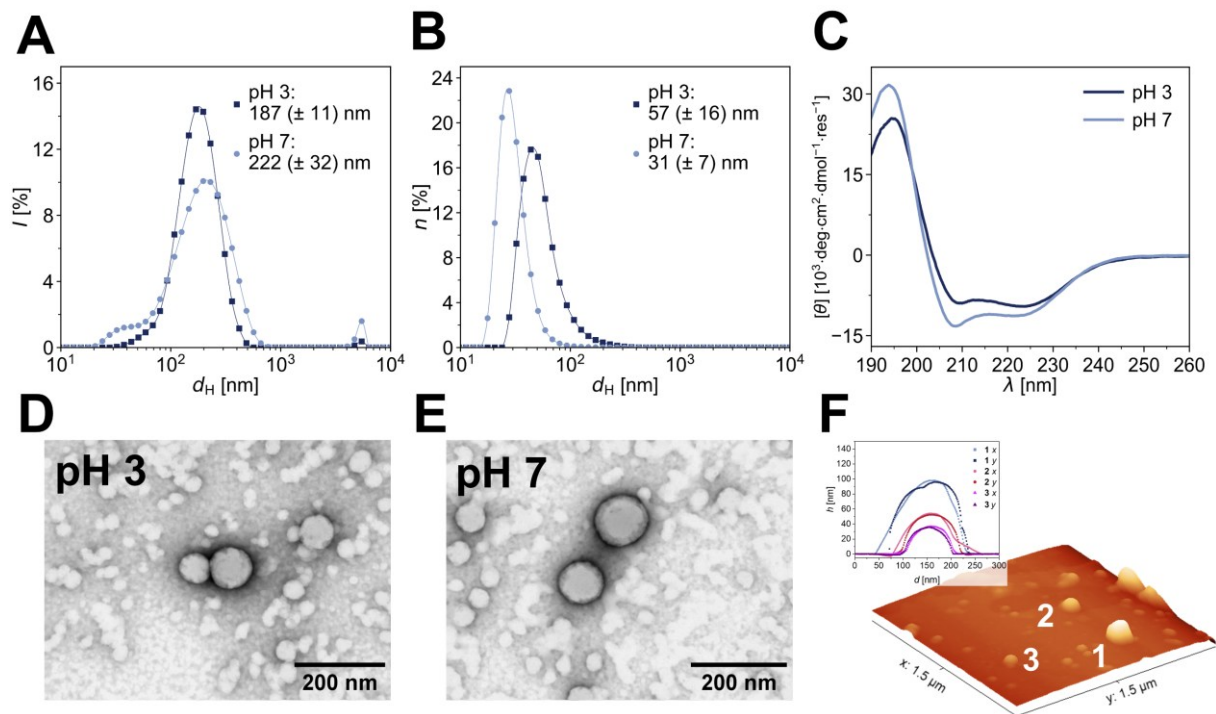 A
I [%]
16
12
8
4
0
10¹
10²
10³
10⁴
d_H [nm]
pH 3:
187 (± 11) nm
pH 7:
222 (± 32) nm
B
n [%]
24
20
16
12
8
4
0
10¹
10²
10³
10⁴
d_H [nm]
pH 3:
57 (± 16) nm
pH 7:
31 (± 7) nm
C
[θ] [10³·deg·cm²·dmol⁻¹·res⁻¹]
30
15
0
−15
190 200 210 220 230 240 250 260
λ [nm]
pH 3
pH 7
D
pH 3
200 nm
E
pH 7
200 nm
F
h [nm]
140
120
100
80
60
40
20
0
0 50 100 150 200 250 300
d [nm]
1 x
1 y
2 x
2 y
3 x
3 y
2
3
1
x: 1.5 µm
y: 1.5 µm